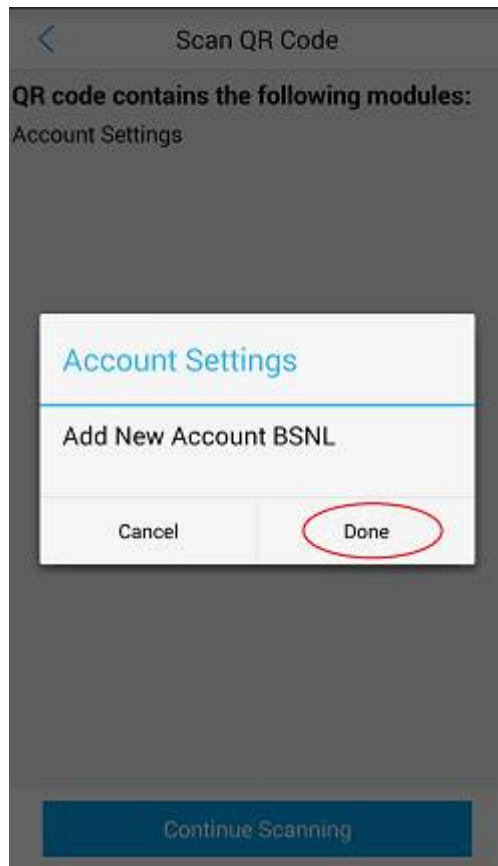 Scan QR Code
QR code contains the following modules:
Account Settings
Account Settings
Add New Account BSNL
Cancel
Done
Continue Scanning